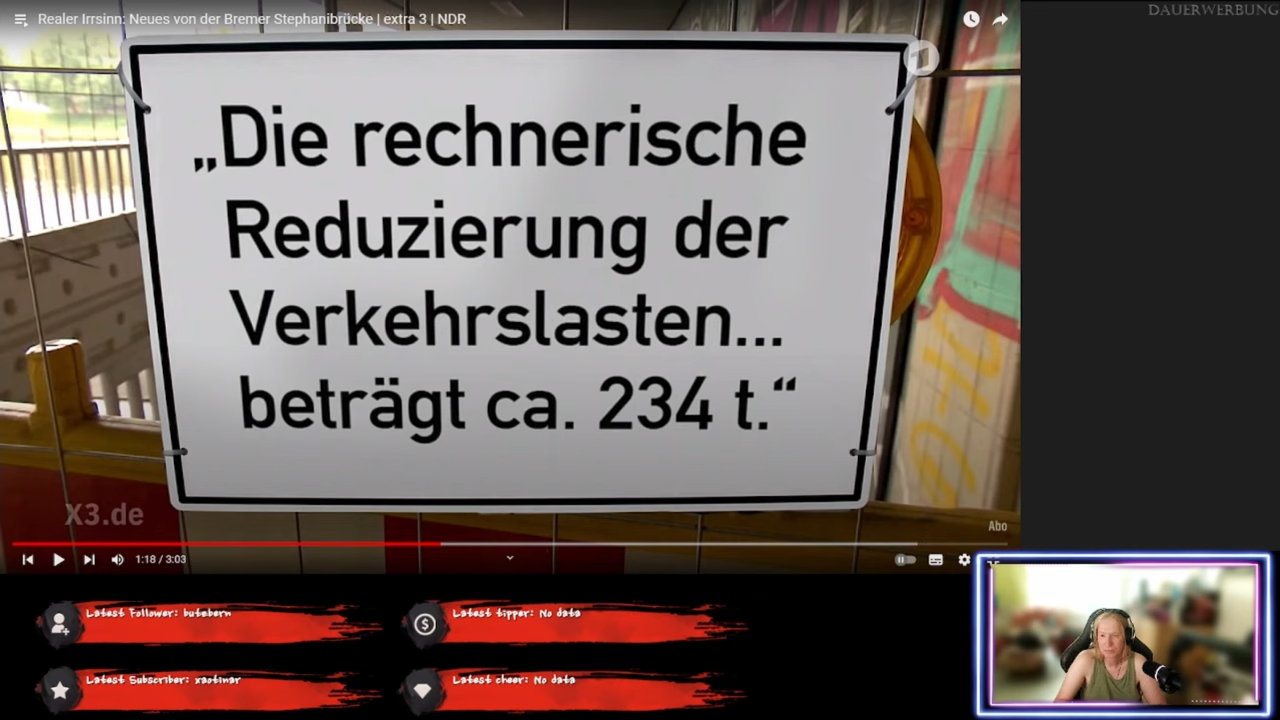 Realer Irrsinn: Neues von der Bremer Stephanibrücke | extra 3 | NDR
DAUERWERBUNG
„Die rechnerische
Reduzierung der
Verkehrslasten...
beträgt ca. 234 t.“
X3.de
Abo
1:18 / 3:03
Latest Follower: butebern
Latest tipper: No data
Latest Subscriber: xaotinar
Latest cheer: No data